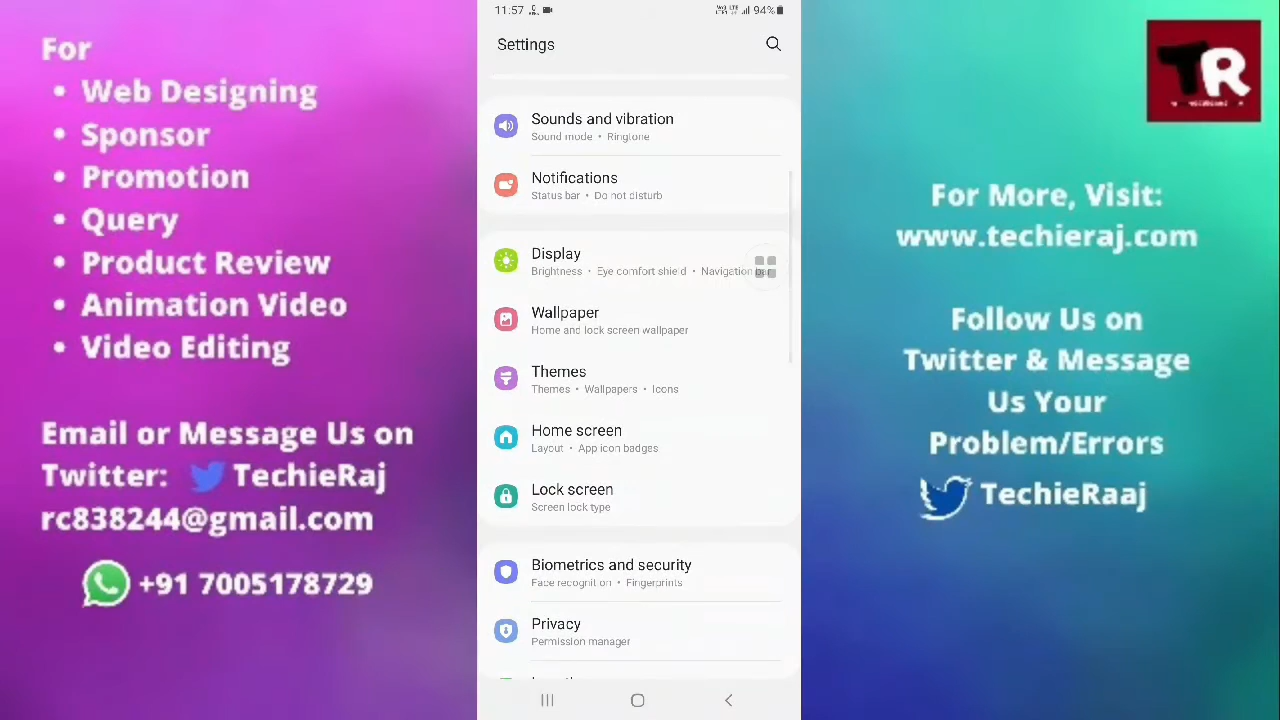 For
• Web Designing
• Sponsor
• Promotion
• Query
• Product Review
• Animation Video
• Video Editing
Email or Message Us on
Twitter: TechieRaj
rc838244@gmail.com
+91 7005178729
11:57 94%
Settings
Sounds and vibration
Sound mode • Ringtone
Notifications
Status bar • Do not disturb
Display
Brightness • Eye comfort shield • Navigation bar
Wallpaper
Home and lock screen wallpaper
Themes
Themes • Wallpapers • Icons
Home screen
Layout • App icon badges
Lock screen
Screen lock type
Biometrics and security
Face recognition • Fingerprints
Privacy
Permission manager
TR
For More, Visit:
www.techieraj.com
Follow Us on
Twitter & Message
Us Your
Problem/Errors
TechieRaaj